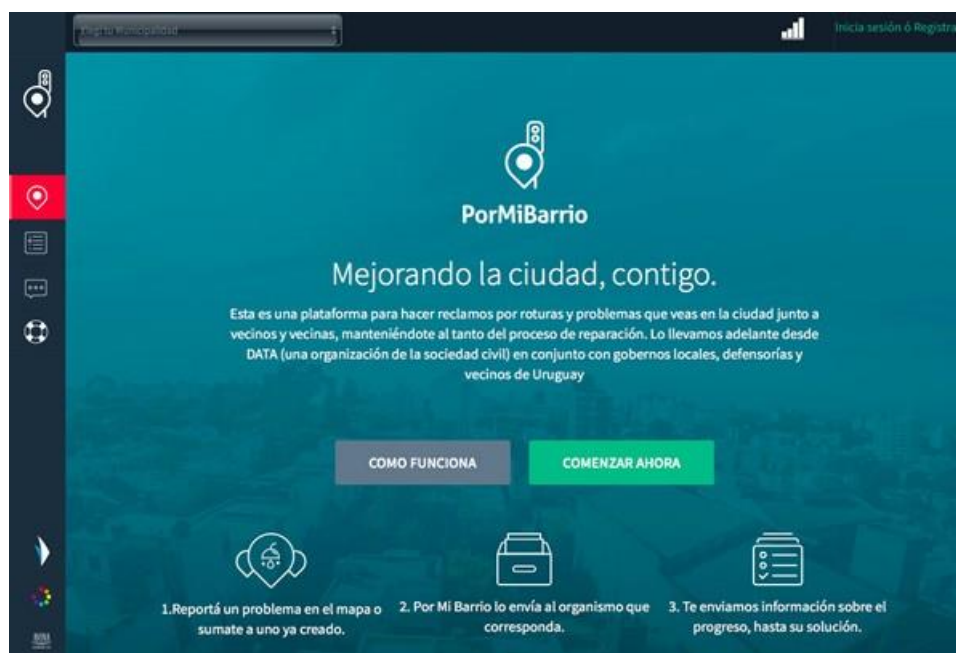 Elegí tu Municipalidad
Inicia sesión ó Registra
PorMiBarrio
Mejorando la ciudad, contigo.
Esta es una plataforma para hacer reclamos por roturas y problemas que veas en la ciudad junto a
vecinos y vecinas, manteniéndote al tanto del proceso de reparación. Lo llevamos adelante desde
DATA (una organización de la sociedad civil) en conjunto con gobernos locales, defensorías y
vecinos de Uruguay
COMO FUNCIONA
COMENZAR AHORA
1.Reportá un problema en el mapa o
sumate a uno ya creado.
2. Por Mi Barrio lo envía al organismo que
corresponda.
3. Te enviamos información sobre el
progreso, hasta su solución.